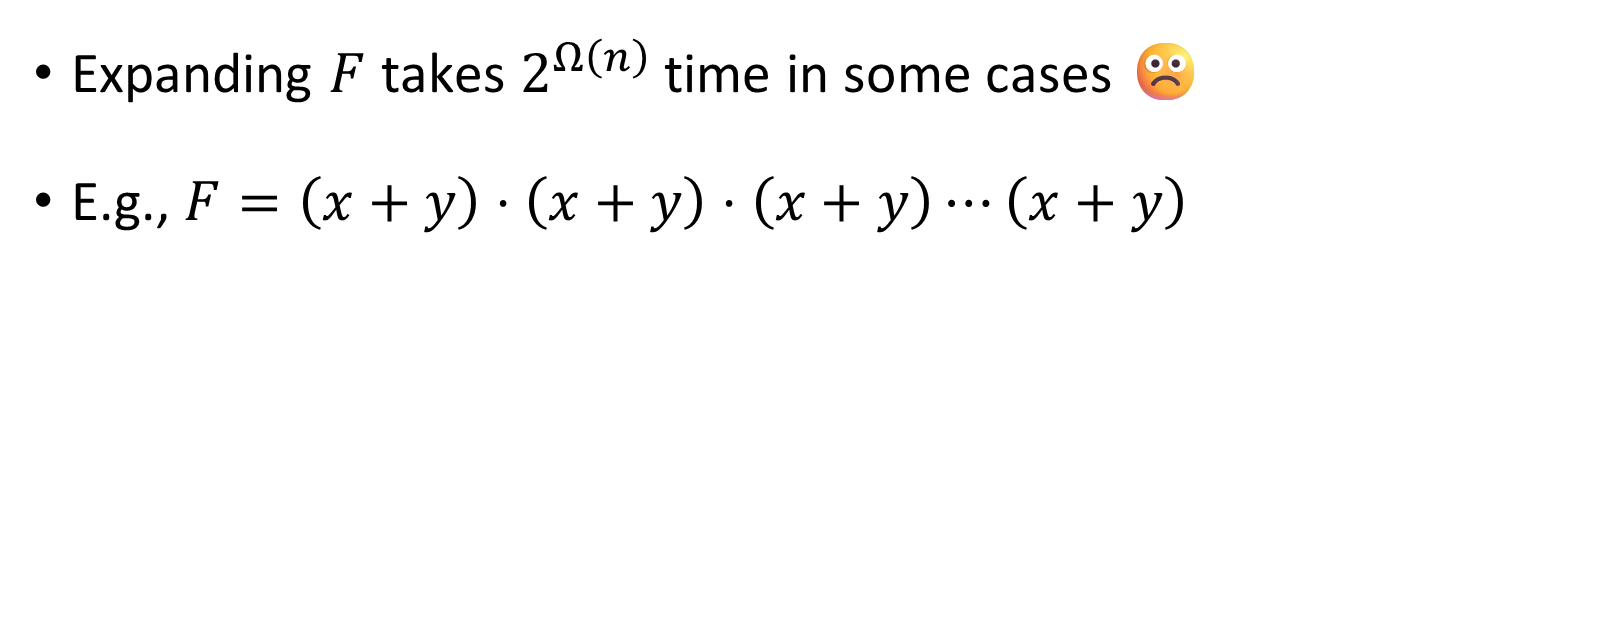 • Expanding 𝐹 takes 2^Ω(𝑛) time in some cases 🙁
• E.g., 𝐹 = (𝑥 + 𝑦) · (𝑥 + 𝑦) · (𝑥 + 𝑦) ⋯ (𝑥 + 𝑦)